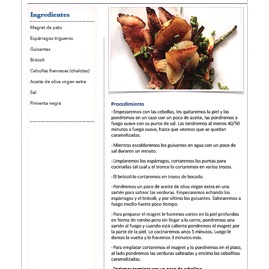 Ingredientes
Magret de pato
Espárragos trigueros
Guisantes
Brócoli
Cebollas francesas (chalotas)
Aceite de oliva virgen extra
Sal
Pimienta negra
Procedimiento
-Empezaremos con las cebollas, les quitaremos la piel y las
pondremos en un cazo con un poco de aceite, las pondremos a
fuego suave con su punto de sal. Las tendremos al menos 40/50
minutos a fuego suave, hasta que veamos que se quedan
caramelizadas.
-Mientras escaldaremos los guisantes en agua con un poco de
sal durante un minuto.
-Limpiaremos los espárragos, cortaremos las puntas para
cocinarlas tal cual y el tronco lo cortaremos en varios trozos.
-El brócoli lo cortaremos en trozos de bocado.
-Pondremos un poco de aceite de oliva virgen extra en una
sartén para saltear las verduras. Empezaremos echando los
espárragos y el brócoli, y por último los guisantes. Saltearemos a
fuego medio-fuerte poco tiempo.
-Para preparar el magret le haremos cortes en la piel profundos
en forma de rombo pero sin llegar a la carne, pondremos una
sartén al fuego y cuando está caliente pondremos el magret por
la parte de la piel. Lo cocinaremos unos 5 minutos. Luego le
damos la vuelta y lo hacemos 3 minutos más.
-Para emplatar cortaremos el magret y lo pondremos en el plato,
al lado pondremos las verduras salteadas y encima las cebollitas
caramelizadas.